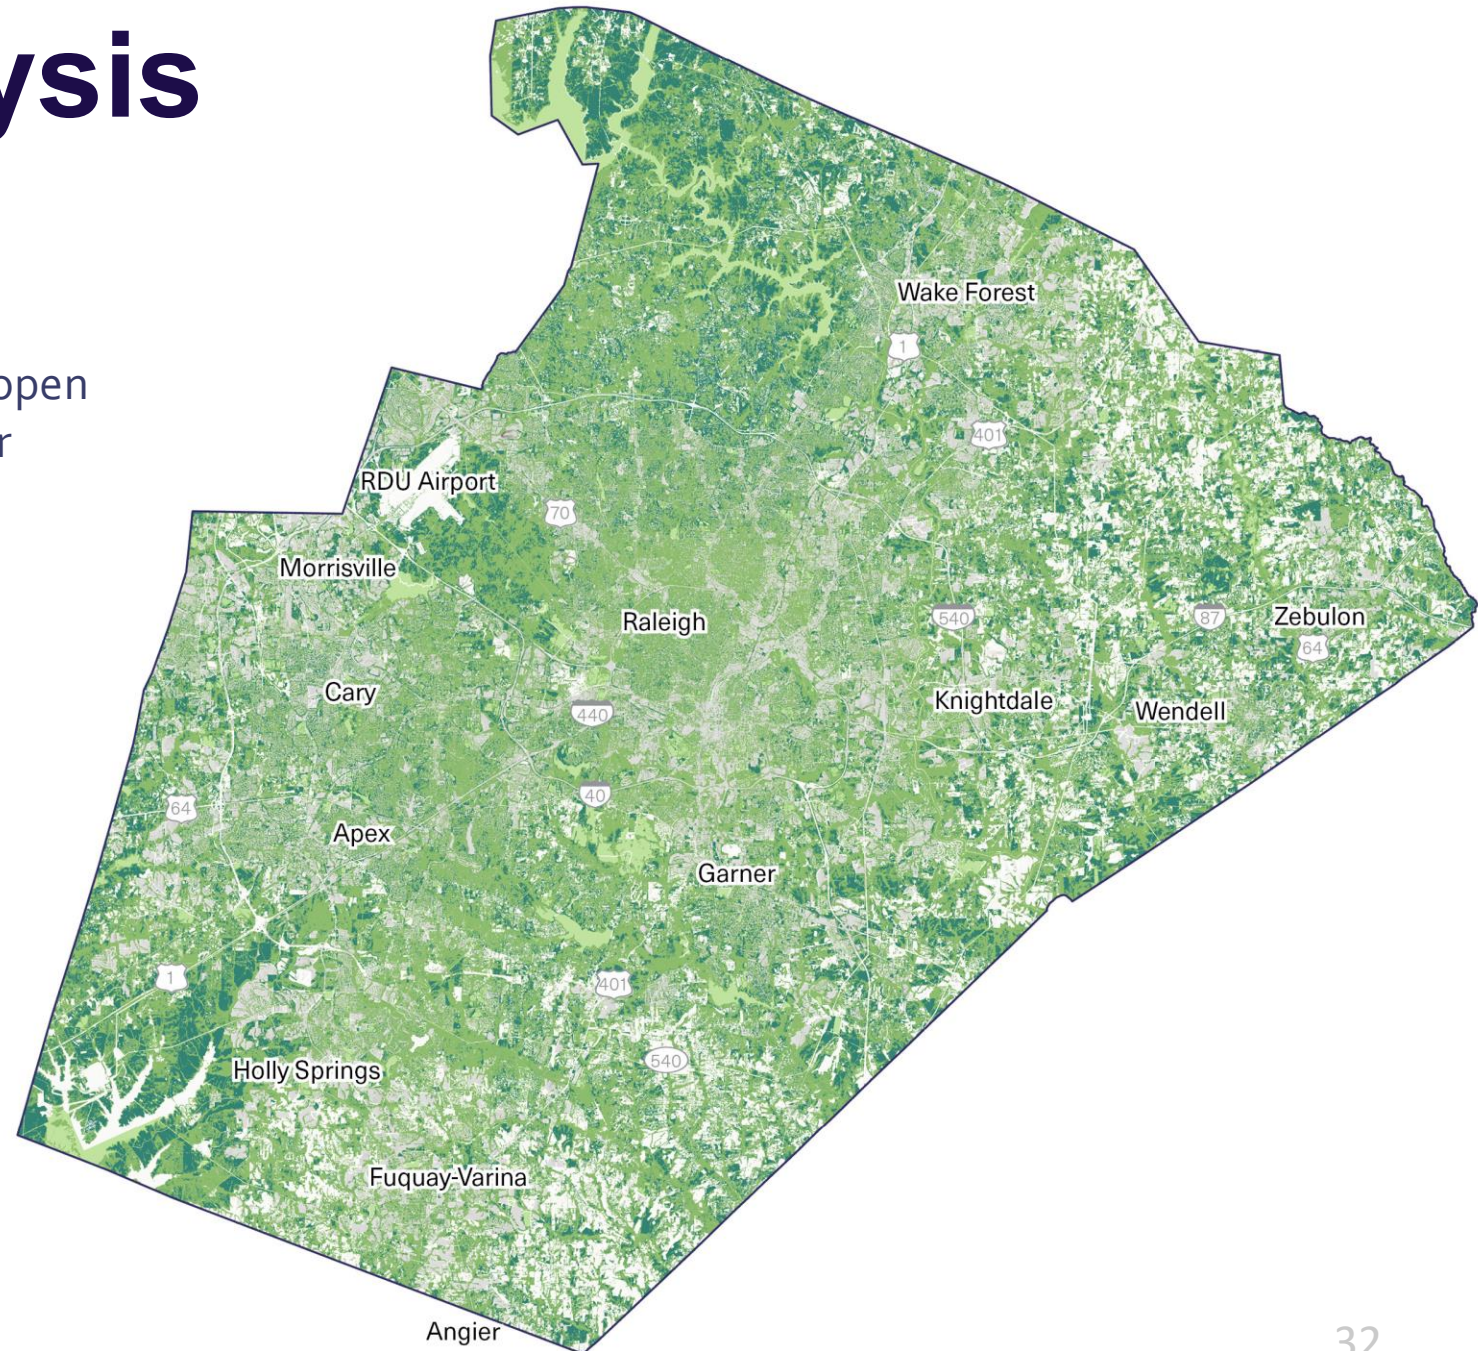 ysis
open
r
Wake Forest
1
401
RDU Airport
70
Morrisville
Raleigh
540
87
Zebulon
64
Cary
Knightdale
Wendell
440
40
64
Apex
Garner
1
401
540
Holly Springs
Fuquay-Varina
Angier
32